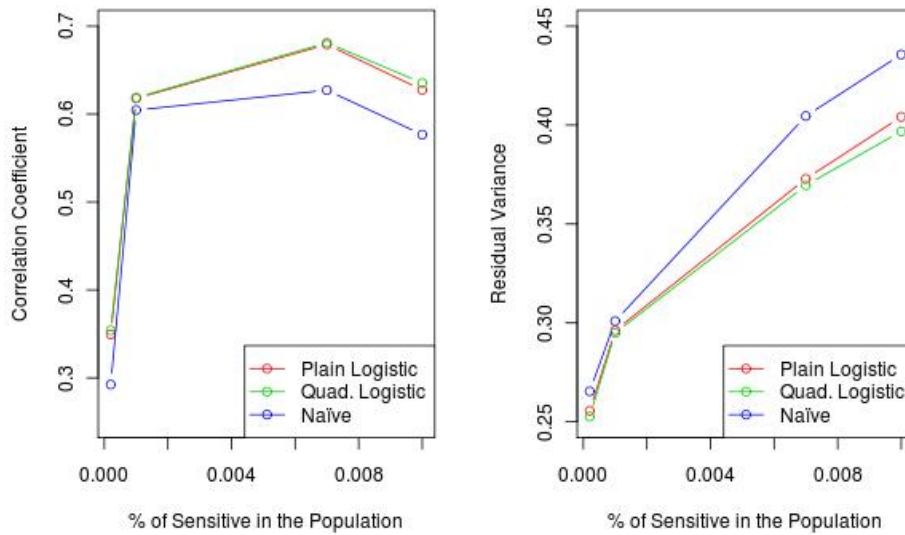 Correlation Coefficient
0.7
0.6
0.5
0.4
0.3
0.000
0.004
0.008
% of Sensitive in the Population
Plain Logistic
Quad. Logistic
Naïve
Residual Variance
0.45
0.40
0.35
0.30
0.25
0.000
0.004
0.008
% of Sensitive in the Population
Plain Logistic
Quad. Logistic
Naïve